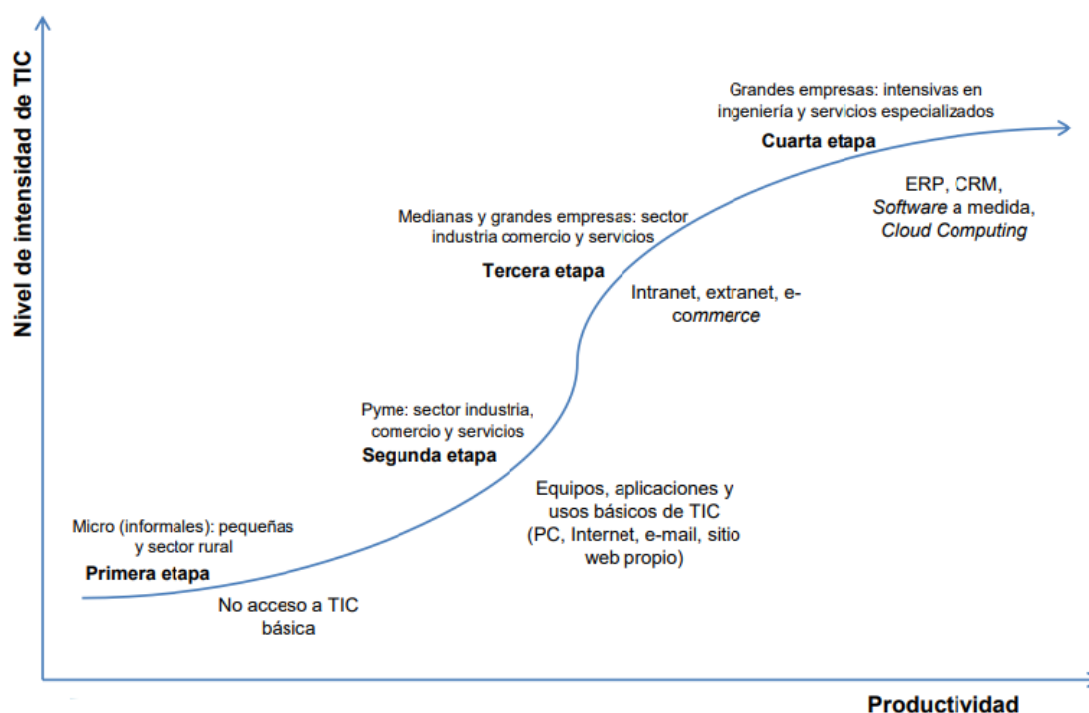 Nivel de intensidad de TIC
Grandes empresas: intensivas en
ingeniería y servicios especializados
Cuarta etapa
ERP, CRM,
Software a medida,
Cloud Computing
Medianas y grandes empresas: sector
industria comercio y servicios
Tercera etapa
Intranet, extranet, e-
commerce
Pyme: sector industria,
comercio y servicios
Segunda etapa
Equipos, aplicaciones y
usos básicos de TIC
(PC, Internet, e-mail, sitio
web propio)
Micro (informales): pequeñas
y sector rural
Primera etapa
No acceso a TIC
básica
Productividad